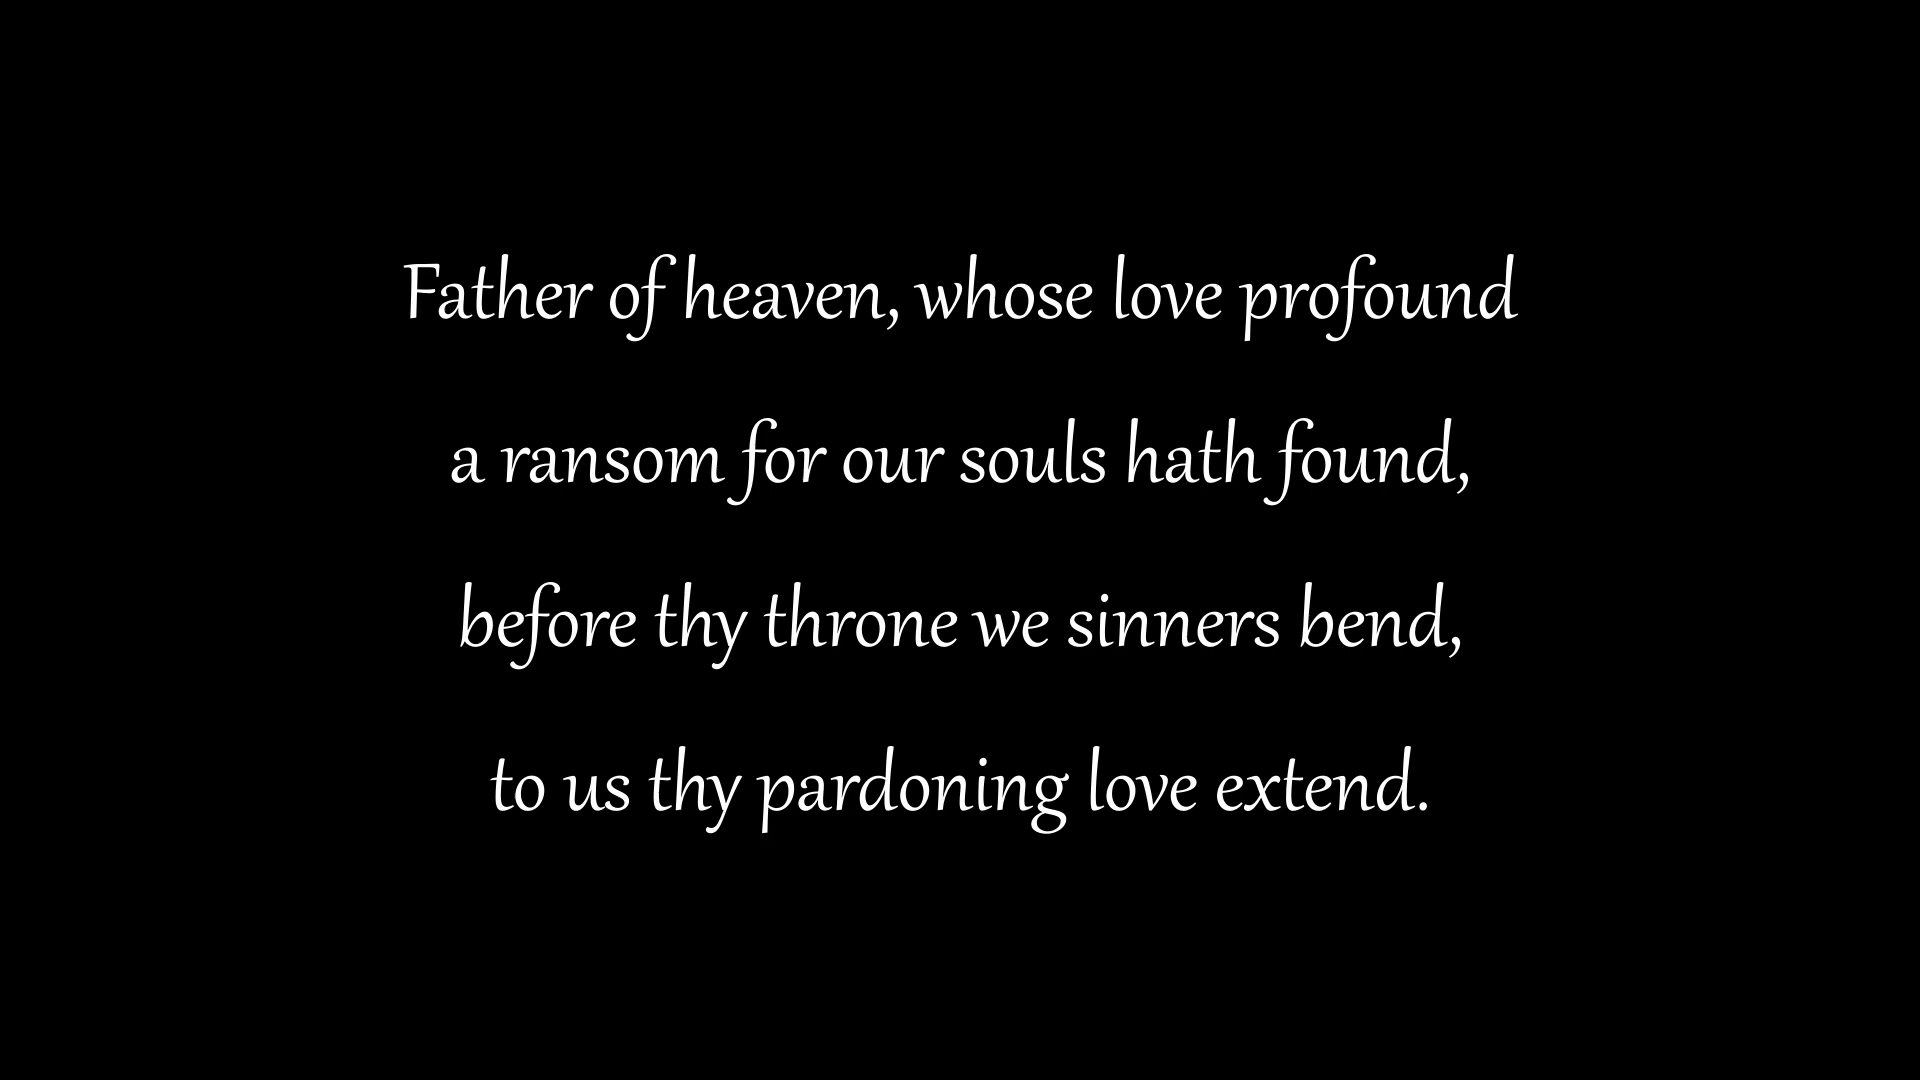 Father of heaven, whose love profound
a ransom for our souls hath found,
before thy throne we sinners bend,
to us thy pardoning love extend.